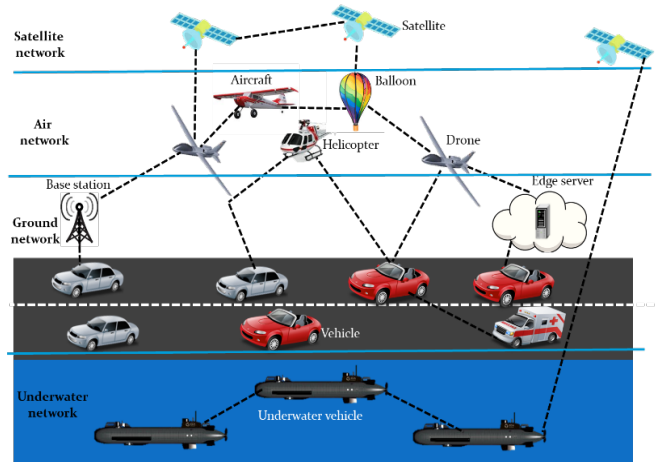 Satellite
network
Satellite
Aircraft
Balloon
Air
network
Helicopter
Drone
Base station
Edge server
Ground
network
Vehicle
Underwater
network
Underwater vehicle